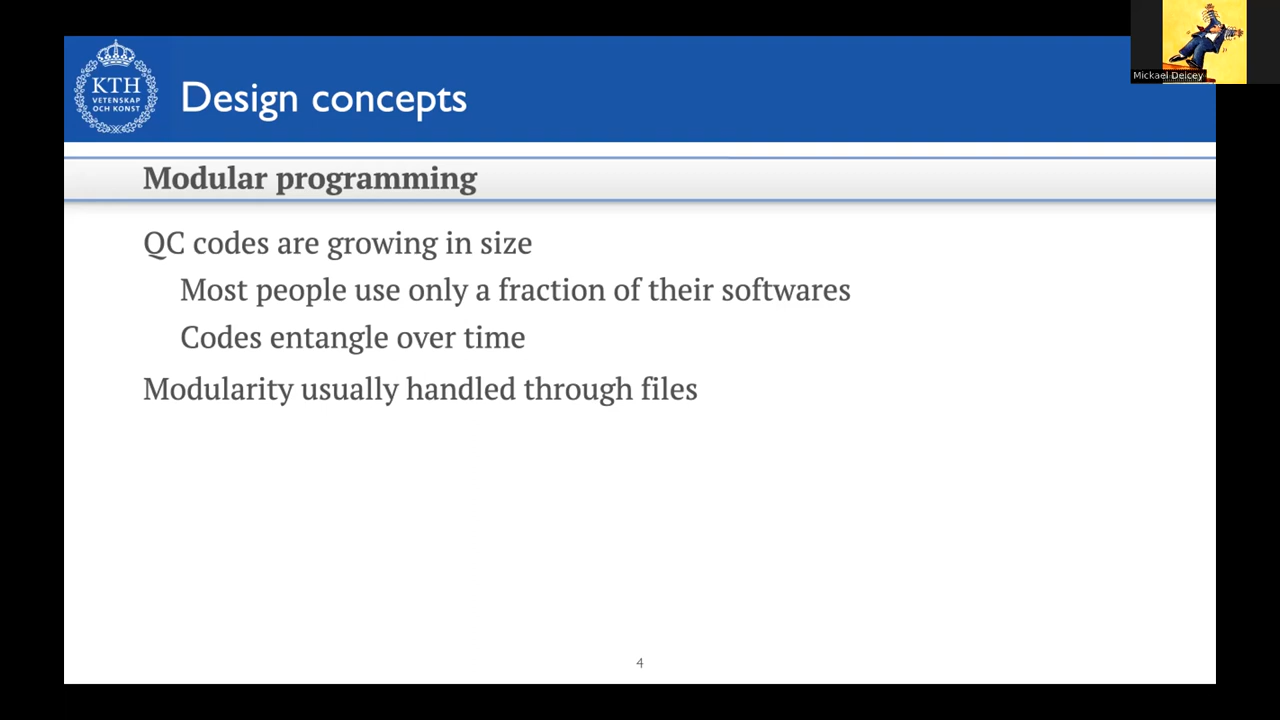 Mickael Delcey
KTH
VETENSKAP
OCH KONST
Design concepts
Modular programming
QC codes are growing in size
Most people use only a fraction of their softwares
Codes entangle over time
Modularity usually handled through files
4